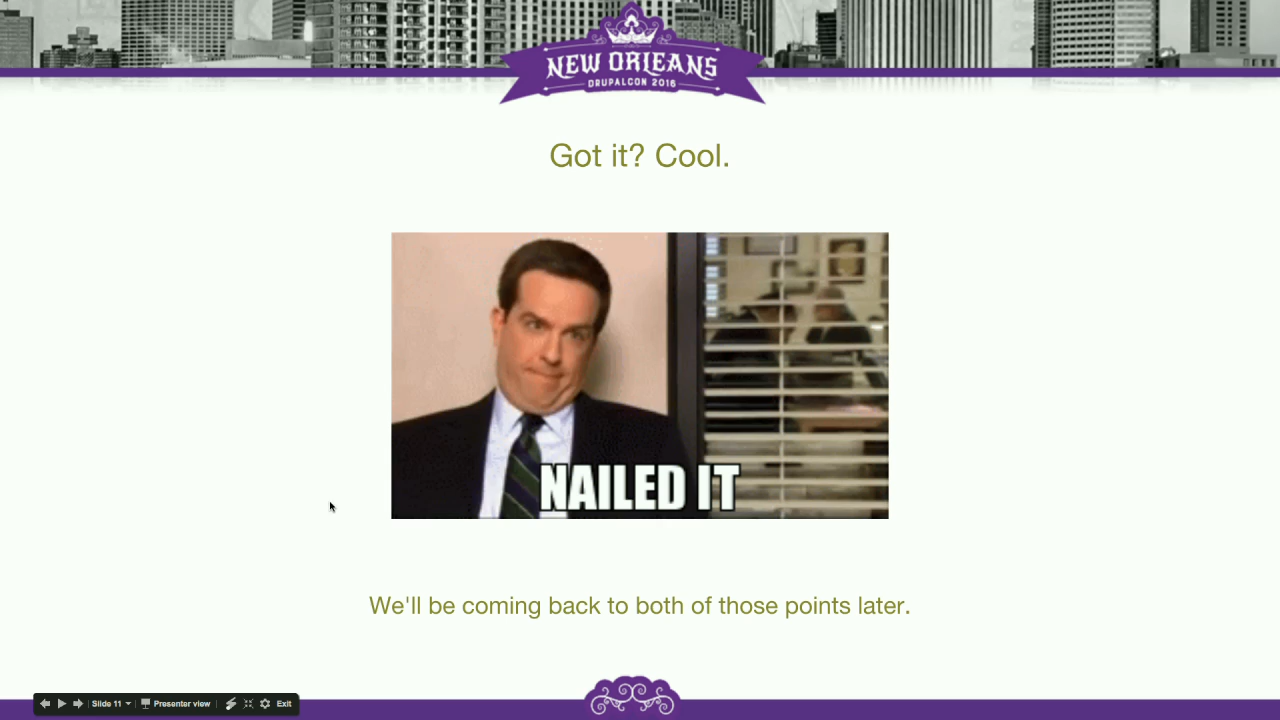 NEW ORLEANS
DRUPALCON 2016
Got it? Cool.
NAILED IT
We'll be coming back to both of those points later.
Slide 11
Presenter view
Exit